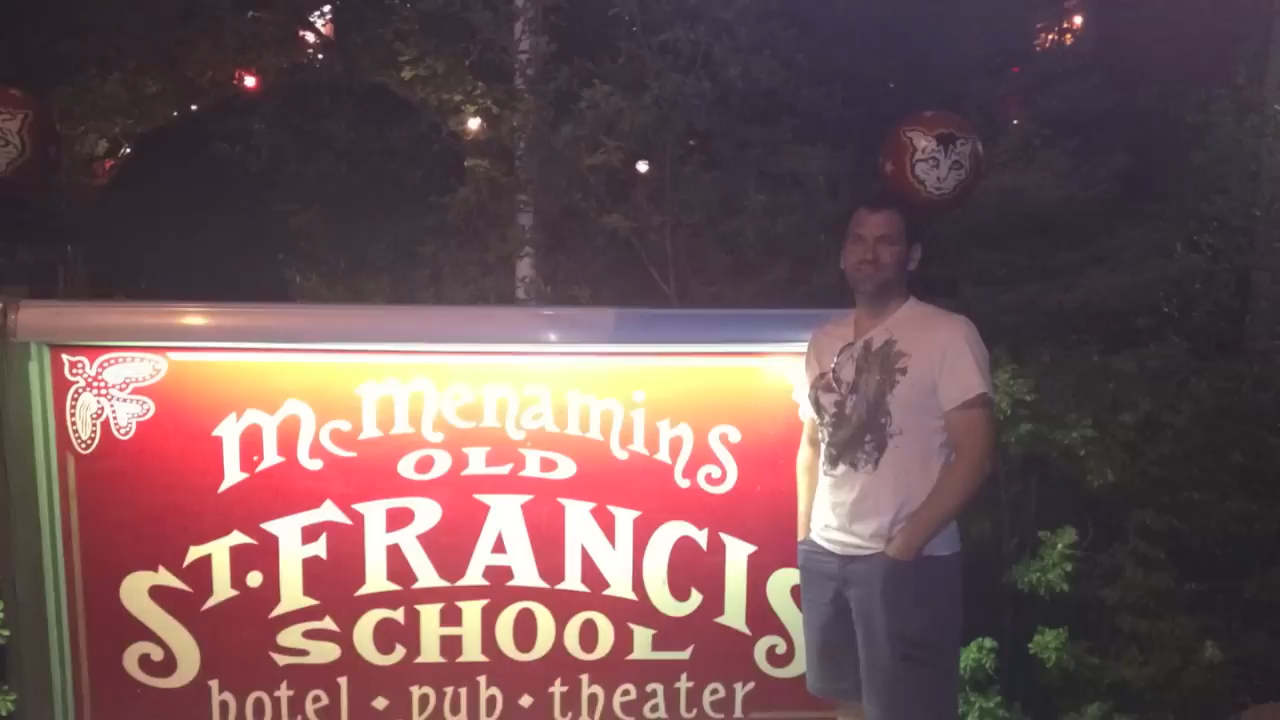 McMenamins
OLD
ST. FRANCIS
SCHOOL
hotel • pub • theater